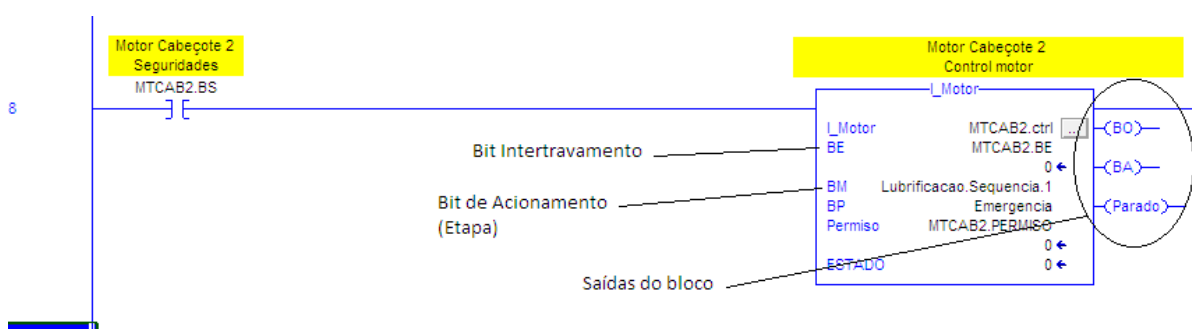 Motor Cabeçote 2
Seguridades
MTCAB2.BS
8
Motor Cabeçote 2
Control motor
I_Motor
I_Motor MTCAB2.ctrl ... (BO)
BE MTCAB2.BE
0 (BA)
BM Lubrificacao.Sequencia.1
BP Emergencia (Parado)
Permiso MTCAB2.PERMISO
0
ESTADO 0
Bit Intertravamento
Bit de Acionamento
(Etapa)
Saídas do bloco